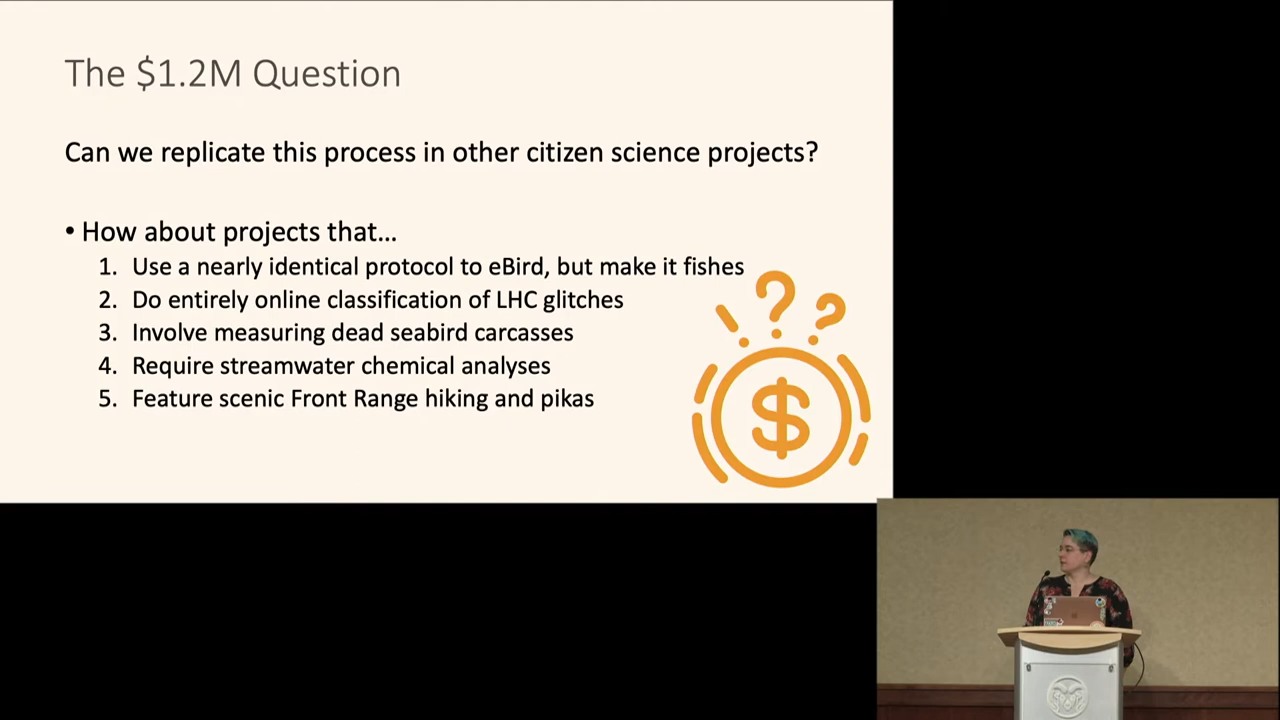 The $1.2M Question
Can we replicate this process in other citizen science projects?
• How about projects that...
1. Use a nearly identical protocol to eBird, but make it fishes
2. Do entirely online classification of LHC glitches
3. Involve measuring dead seabird carcasses
4. Require streamwater chemical analyses
5. Feature scenic Front Range hiking and pikas
$